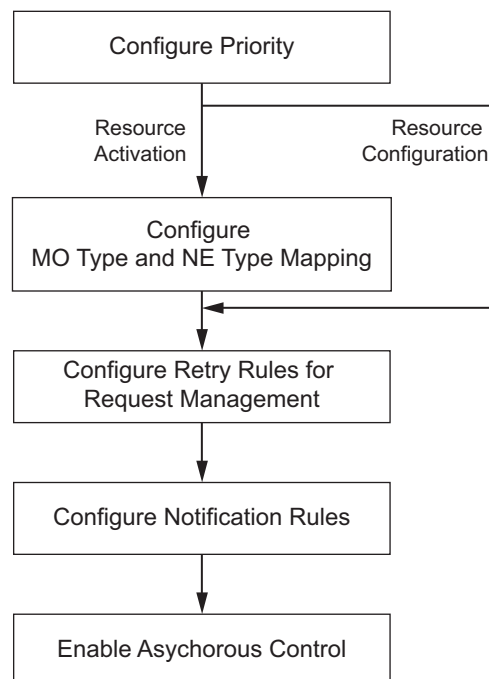 Configure Priority
Resource
Activation
Resource
Configuration
Configure
MO Type and NE Type Mapping
Configure Retry Rules for
Request Management
Configure Notification Rules
Enable Asychorous Control